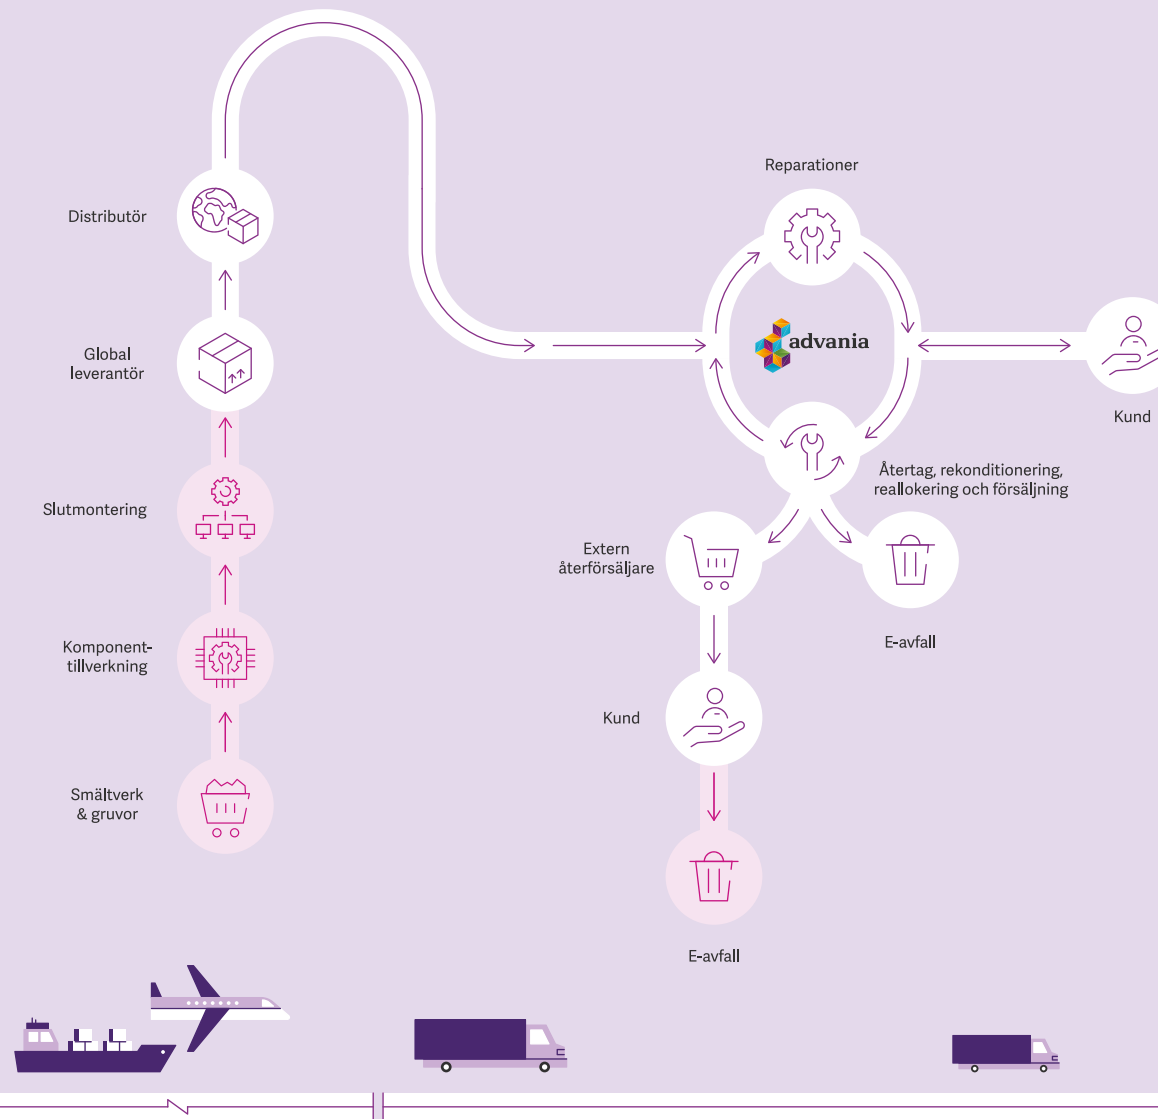 Reparationer
Distributör
advania
Global
leverantör
Kund
Återtag, rekonditionering,
reallokering och försäljning
Slutmontering
Extern
återförsäljare
E-avfall
Komponent-
tillverkning
Kund
Smältverk
& gruvor
E-avfall